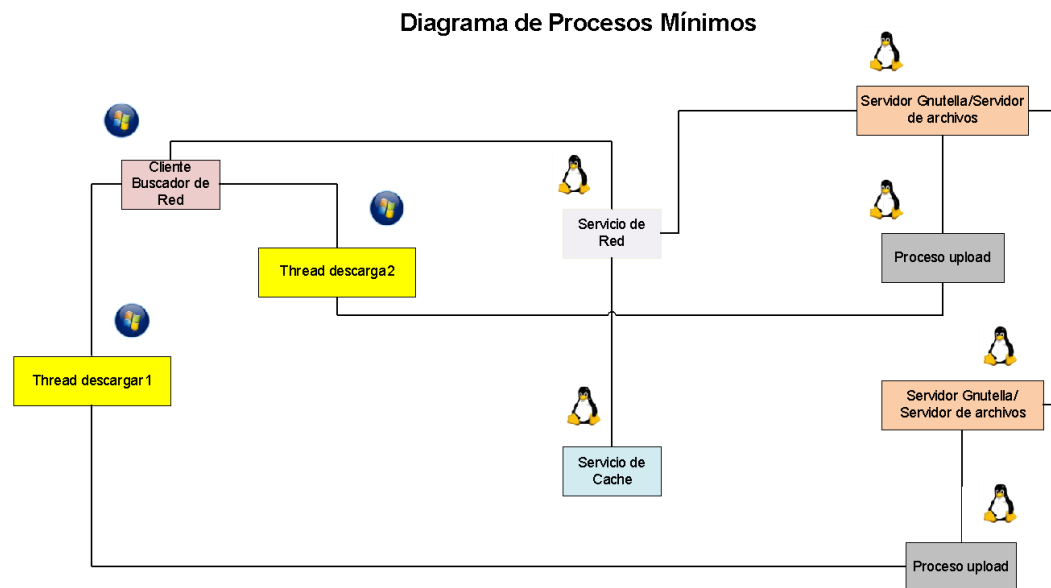 Diagrama de Procesos Mínimos
Servidor Gnutella/Servidor
de archivos
Cliente
Buscador de
Red
Servicio de
Red
Thread descarga2
Proceso upload
Thread descargar1
Servidor Gnutella/
Servidor de archivos
Servicio de
Cache
Proceso upload